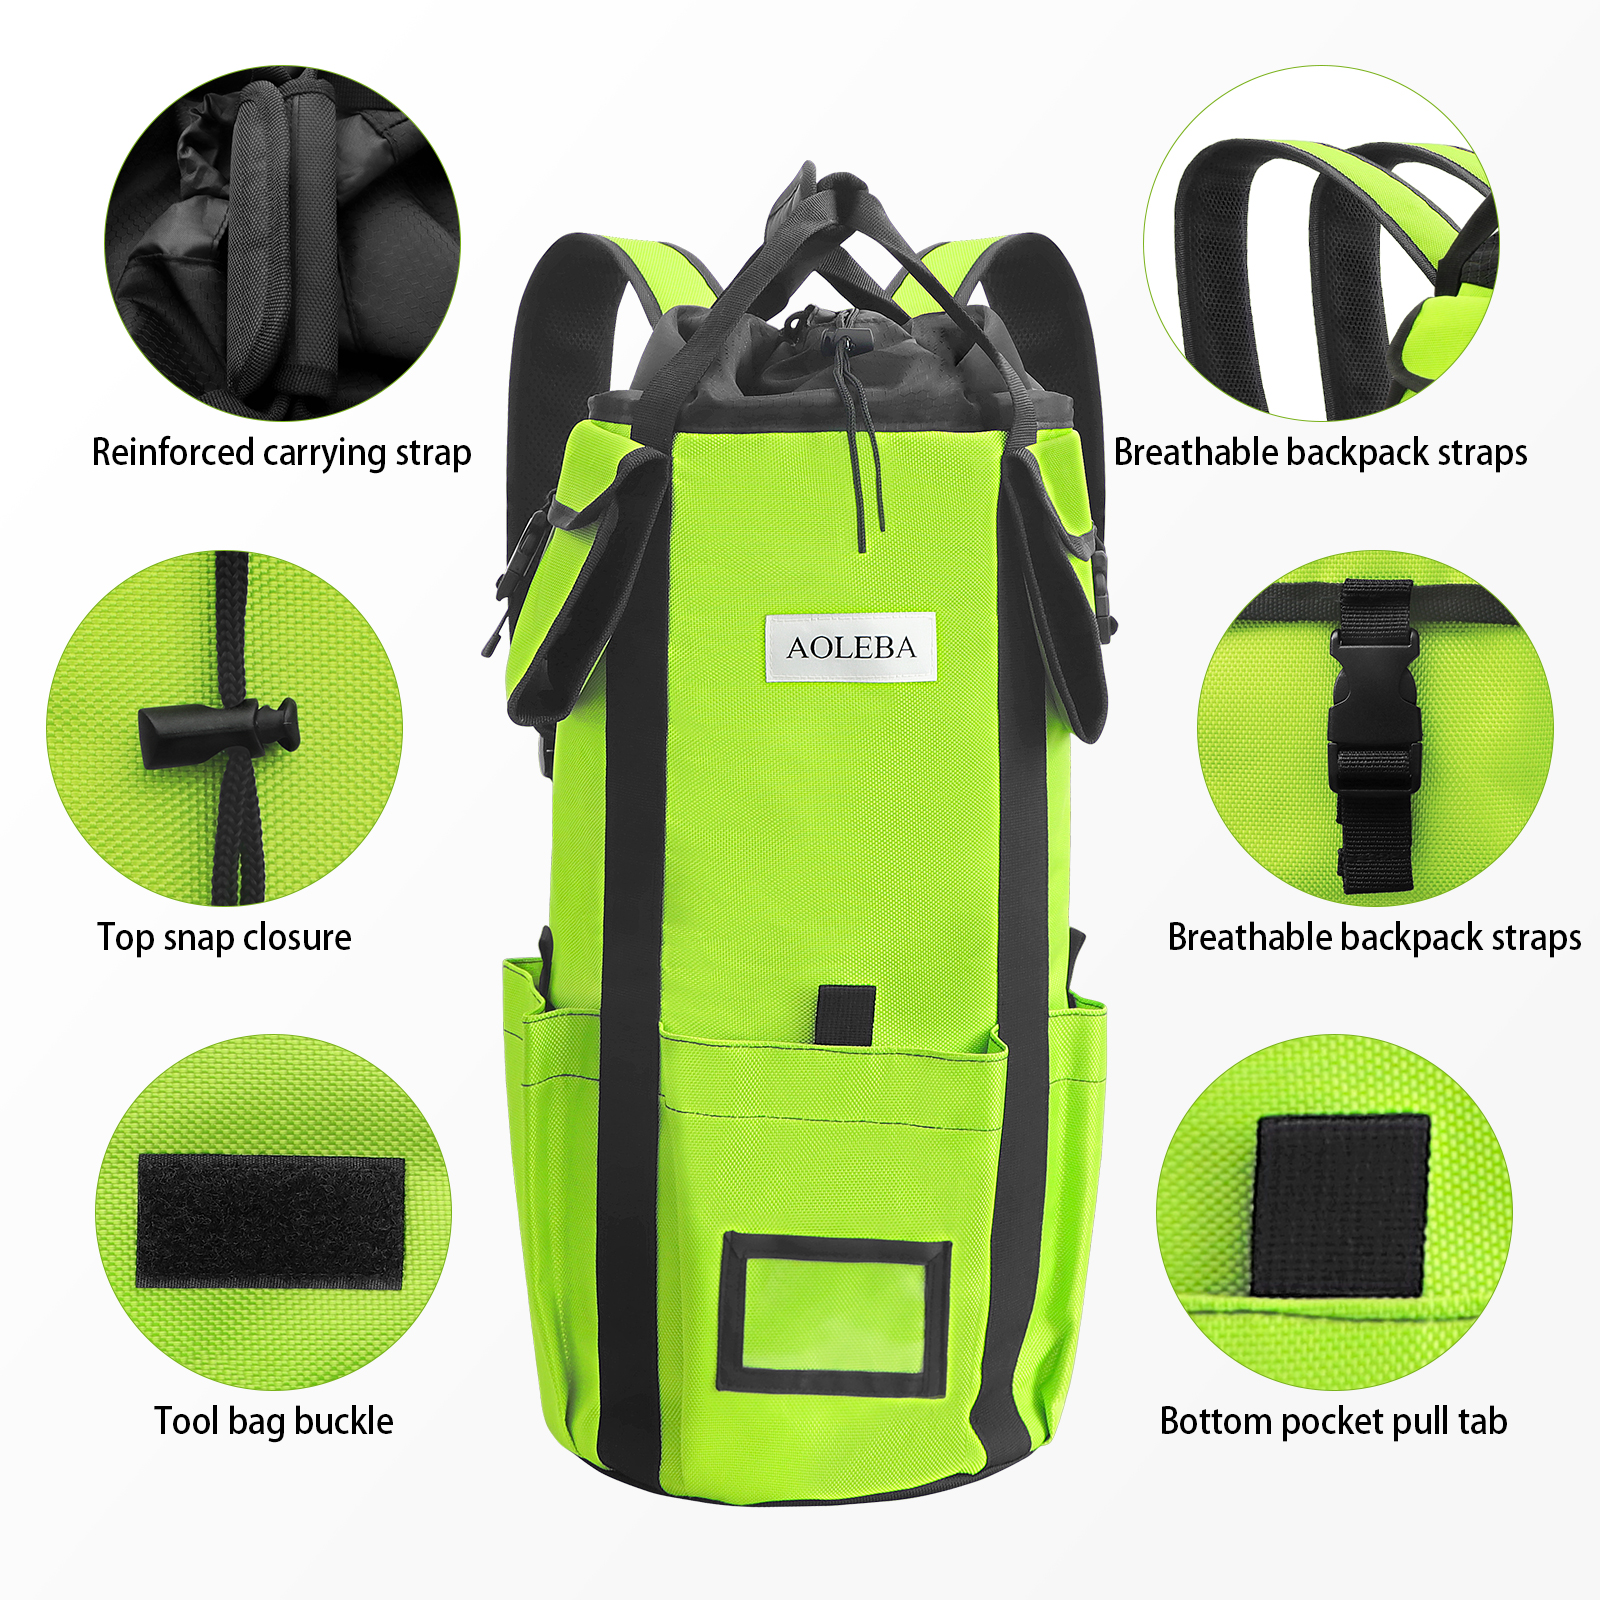 Reinforced carrying strap
Breathable backpack straps
AOLEBA
Top snap closure
Breathable backpack straps
Tool bag buckle
Bottom pocket pull tab